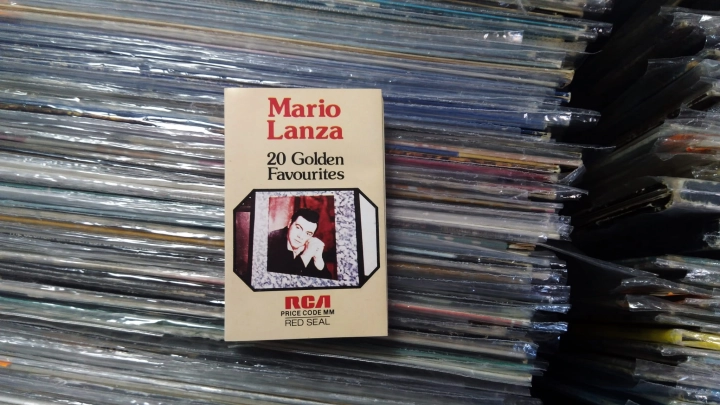 Mario
Lanza
20 Golden
Favourites
RCA
PRICE CODE MM
RED SEAL